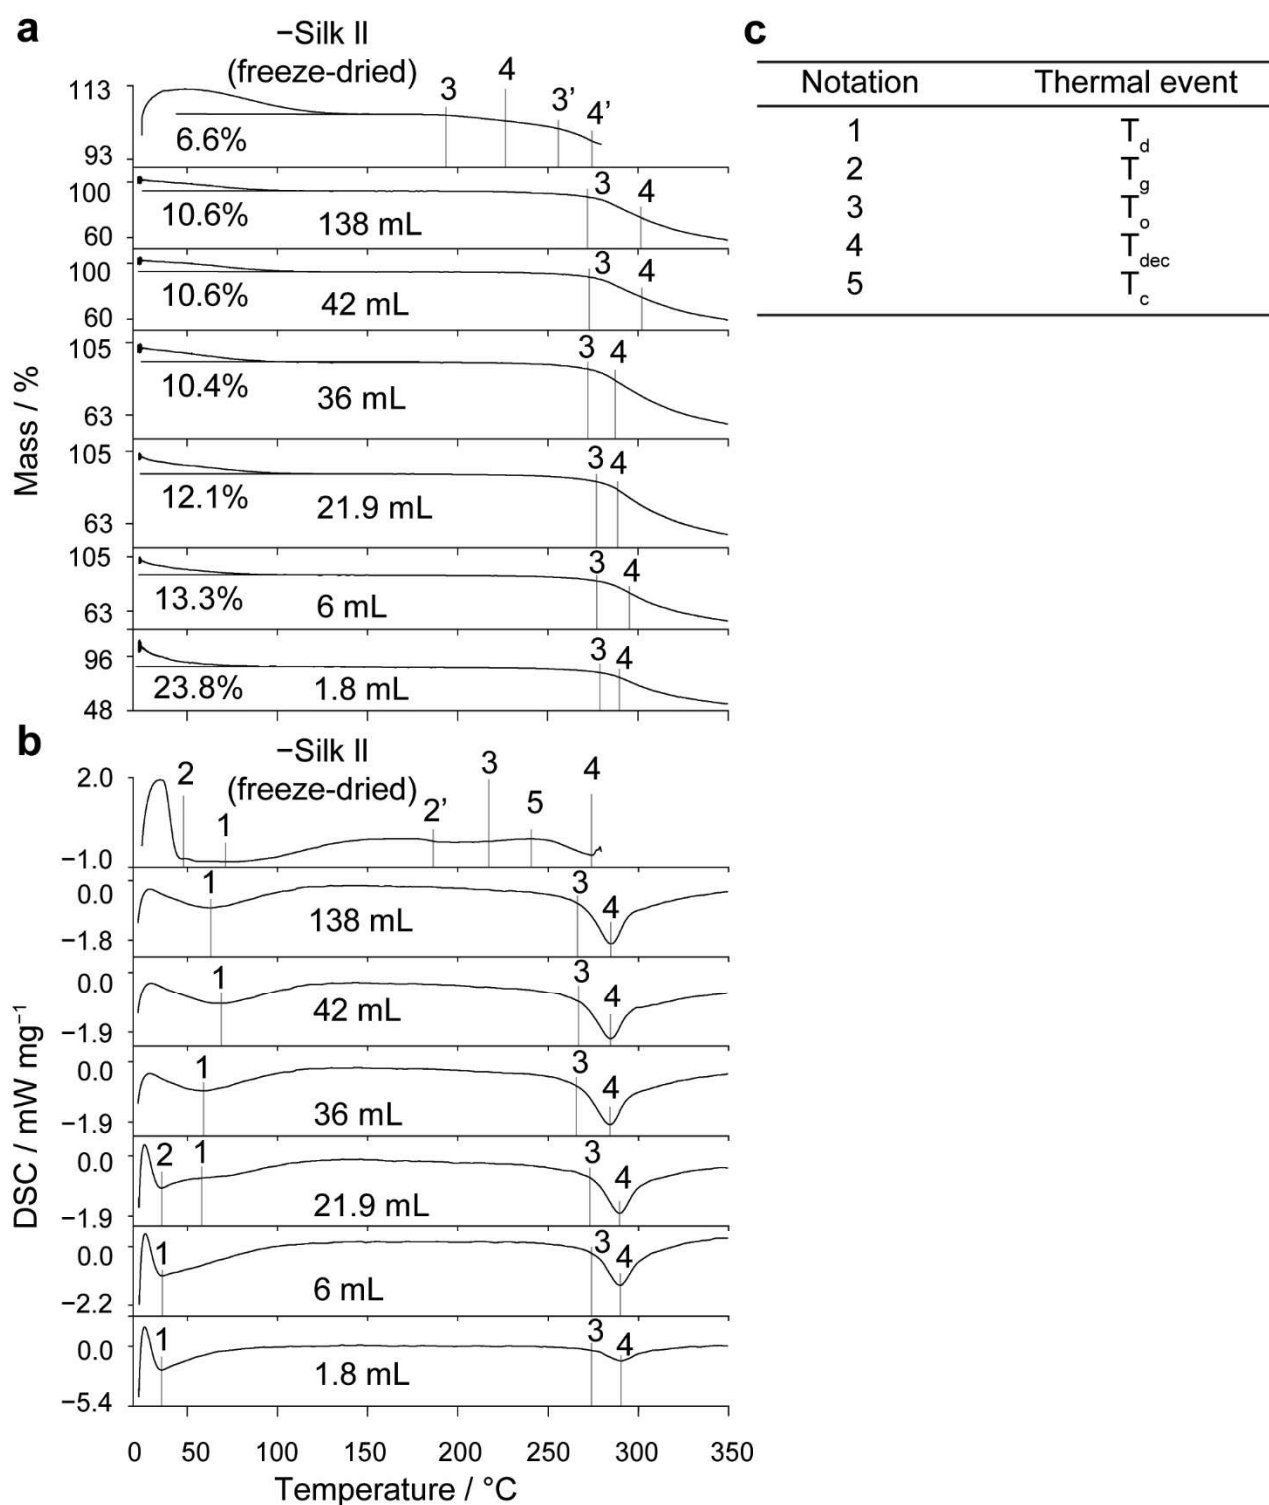 a
−Silk II
(freeze-dried)
3 4 3’ 4’
113
93
6.6%
3 4
100
60
10.6% 138 mL
3 4
100
60
10.6% 42 mL
3 4
105
63
10.4% 36 mL
3 4
105
63
12.1% 21.9 mL
3 4
105
63
13.3% 6 mL
3 4
96
48
23.8% 1.8 mL
Mass / %
b
−Silk II
(freeze-dried)
2 1 2’ 3 5 4
2.0
−1.0
1 3 4
0.0
−1.8
138 mL
1 3 4
0.0
−1.9
42 mL
1 3 4
0.0
−1.9
36 mL
2 1 3 4
0.0
−1.9
21.9 mL
1 3 4
0.0
−2.2
6 mL
1 3 4
0.0
−5.4
1.8 mL
DSC / mW mg⁻¹
0 50 100 150 200 250 300 350
Temperature / °C
c
Notation Thermal event
1 Td
2 Tg
3 To
4 Tdec
5 Tc